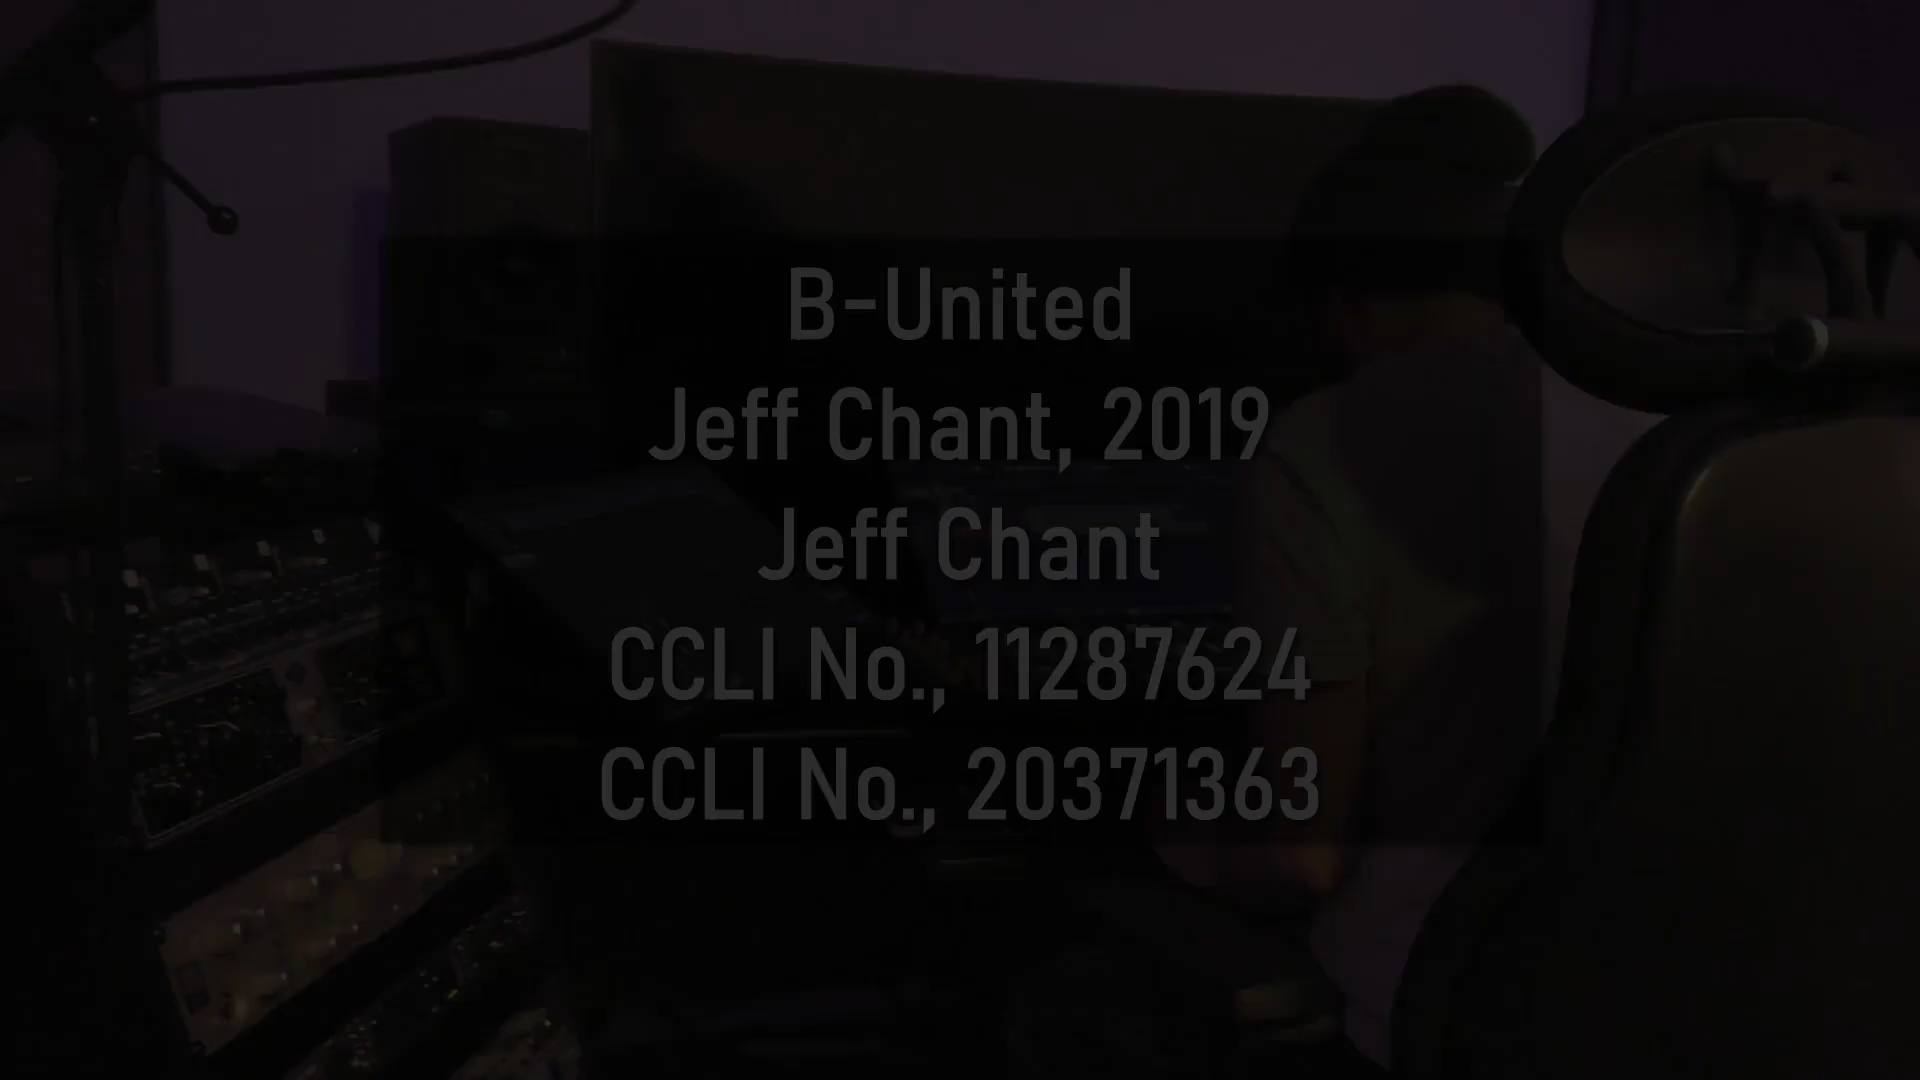 B-United
Jeff Chant, 2019
Jeff Chant
CCLI No., 11287624
CCLI No., 20371363